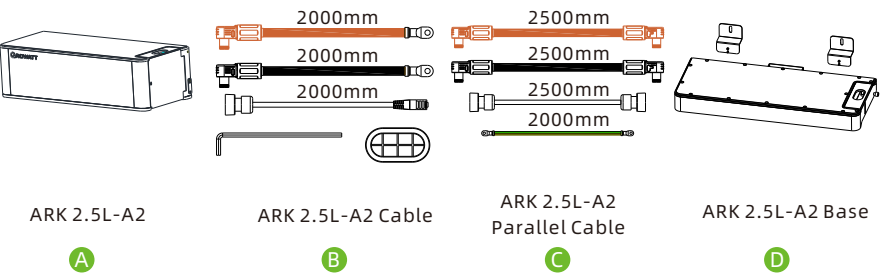 2000mm
2500mm
2000mm
2500mm
GROWATT
2000mm
2500mm
2000mm
ARK 2.5L-A2
ARK 2.5L-A2 Cable
ARK 2.5L-A2
Parallel Cable
ARK 2.5L-A2 Base
A
B
C
D